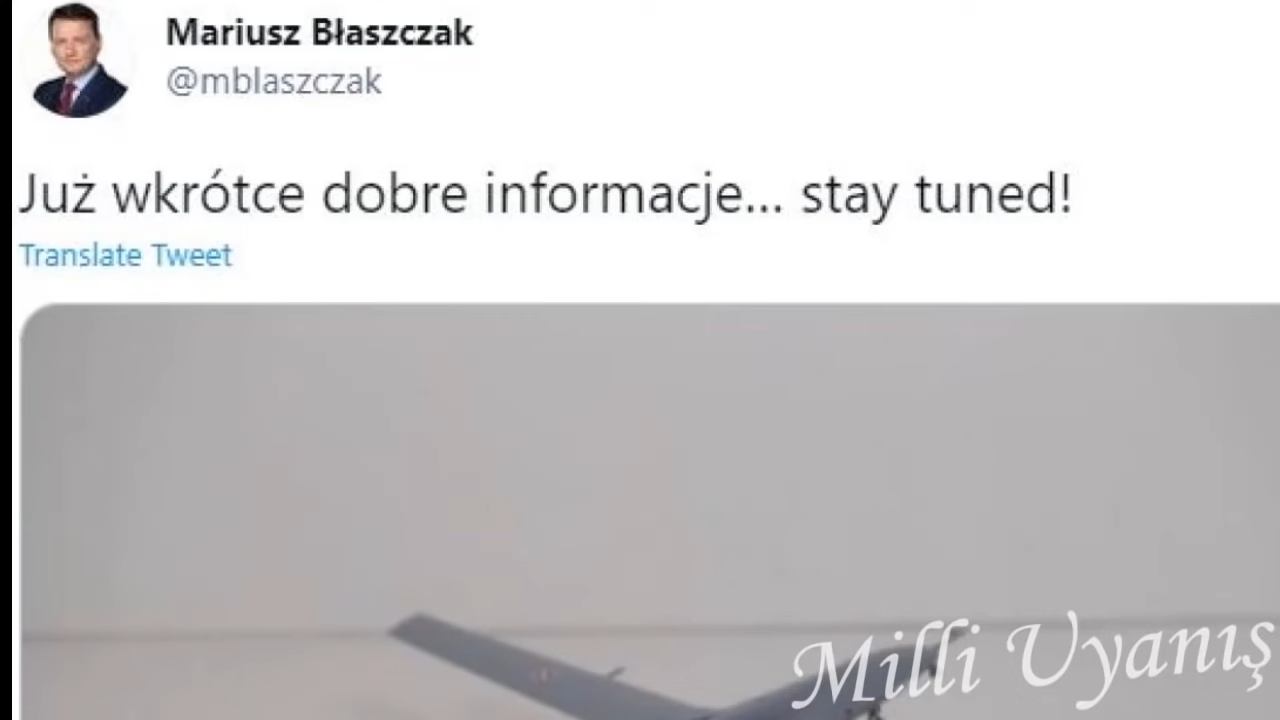 Mariusz Błaszczak
@mblaszczak
Już wkrótce dobre informacje... stay tuned!
Translate Tweet
Milli Uyanış